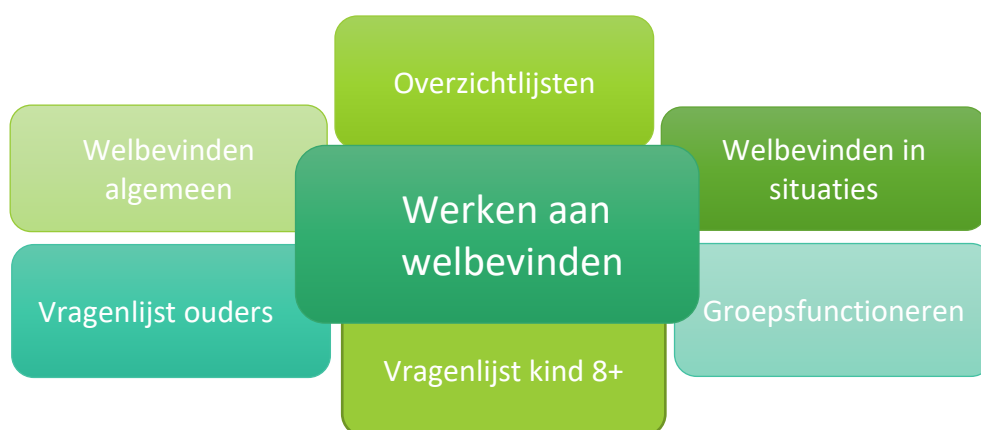 Overzichtlijsten
Welbevinden
algemeen
Welbevinden in
situaties
Werken aan
welbevinden
Vragenlijst ouders
Groepsfunctioneren
Vragenlijst kind 8+